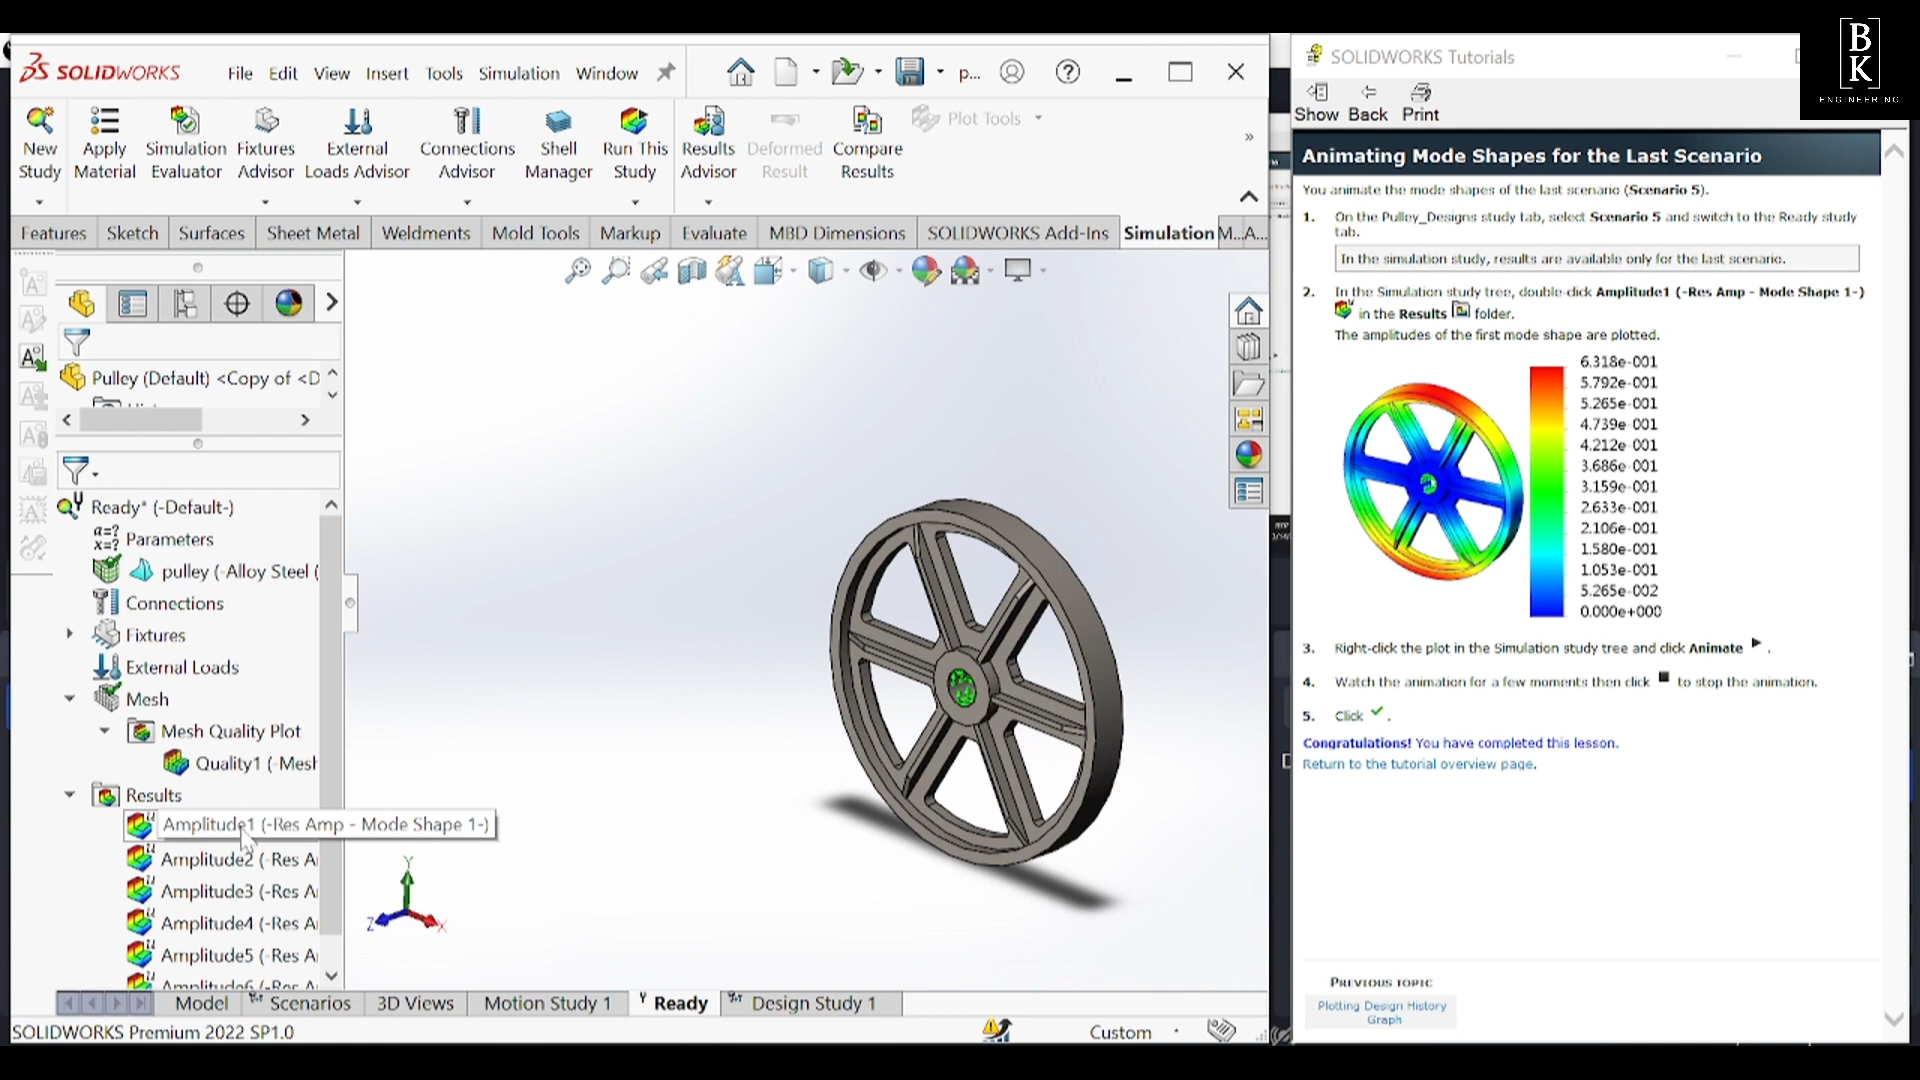 SOLIDWORKS
File Edit View Insert Tools Simulation Window
p...
New Study
Apply Material
Simulation Evaluator
Fixtures Advisor
External Loads Advisor
Connections Advisor
Shell Manager
Run This Study
Results Advisor
Deformed Result
Compare Results
Plot Tools
Features Sketch Surfaces Sheet Metal Weldments Mold Tools Markup Evaluate MBD Dimensions SOLIDWORKS Add-Ins Simulation M... A...
Pulley (Default) <Copy of <D
Ready* (-Default-)
Parameters
pulley (-Alloy Steel (
Connections
Fixtures
External Loads
Mesh
Mesh Quality Plot
Quality1 (-Mesh
Results
Amplitude1 (-Res Amp - Mode Shape 1-)
Amplitude2 (-Res A
Amplitude3 (-Res A
Amplitude4 (-Res A
Amplitude5 (-Res A
Amplitude6 (-Res A
Y
Z
X
Model Scenarios 3D Views Motion Study 1 Ready Design Study 1
SOLIDWORKS Premium 2022 SP1.0
Custom
SOLIDWORKS Tutorials
Show Back Print
Animating Mode Shapes for the Last Scenario
You animate the mode shapes of the last scenario (Scenario 5).
1. On the Pulley_Designs study tab, select Scenario 5 and switch to the Ready study
tab.
In the simulation study, results are available only for the last scenario.
2. In the Simulation study tree, double-click Amplitude1 (-Res Amp - Mode Shape 1-)
in the Results folder.
The amplitudes of the first mode shape are plotted.
6.318e-001
5.792e-001
5.265e-001
4.739e-001
4.212e-001
3.686e-001
3.159e-001
2.633e-001
2.106e-001
1.580e-001
1.053e-001
5.265e-002
0.000e+000
3. Right-click the plot in the Simulation study tree and click Animate .
4. Watch the animation for a few moments then click to stop the animation.
5. Click .
Congratulations! You have completed this lesson.
Return to the tutorial overview page.
PREVIOUS TOPIC
Plotting Design History
Graph
B
K
ENGINEERING